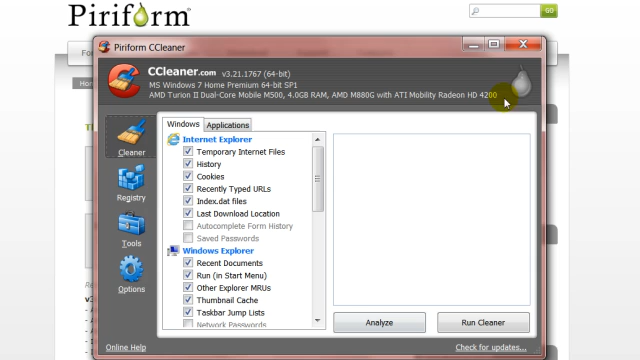 Piriform
GO
Piriform CCleaner
CCleaner.com v3.21.1767 (64-bit)
MS Windows 7 Home Premium 64-bit SP1
AMD Turion II Dual-Core Mobile M500, 4.0GB RAM, AMD M880G with ATI Mobility Radeon HD 4200
Windows
Applications
Cleaner
Registry
Tools
Options
Internet Explorer
Temporary Internet Files
History
Cookies
Recently Typed URLs
Index.dat files
Last Download Location
Autocomplete Form History
Saved Passwords
Windows Explorer
Recent Documents
Run (in Start Menu)
Other Explorer MRUs
Thumbnail Cache
Taskbar Jump Lists
Network Passwords
Analyze
Run Cleaner
Online Help
Check for updates...